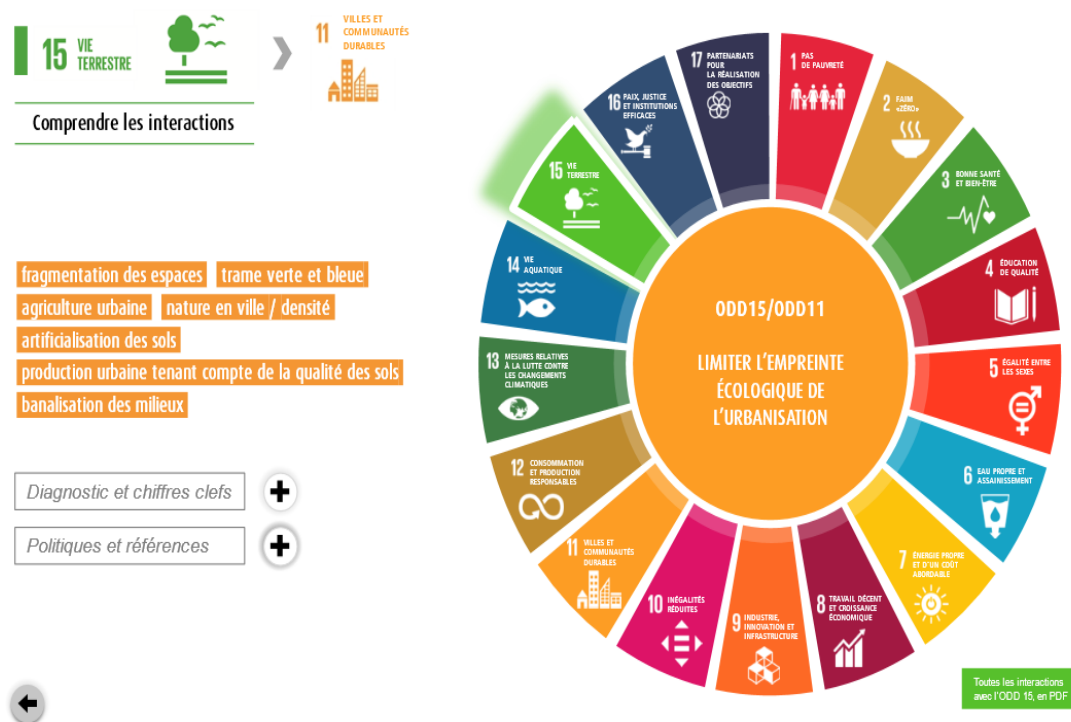 15 VIE
TERRESTRE
11 VILLES ET
COMMUNAUTÉS
DURABLES
Comprendre les interactions
fragmentation des espaces trame verte et bleue
agriculture urbaine nature en ville / densité
artificialisation des sols
production urbaine tenant compte de la qualité des sols
banalisation des milieux
Diagnostic et chiffres clefs
Politiques et références
1 PAS
DE PAUVRETÉ
2 FAIM
«ZÉRO»
3 BONNE SANTÉ
ET BIEN-ÊTRE
4 ÉDUCATION
DE QUALITÉ
5 ÉGALITÉ ENTRE
LES SEXES
6 EAU PROPRE ET
ASSAINISSEMENT
7 ÉNERGIE PROPRE
ET D'UN COÛT
ABORDABLE
8 TRAVAIL DÉCENT
ET CROISSANCE
ÉCONOMIQUE
9 INDUSTRIE,
INNOVATION ET
INFRASTRUCTURE
10 INÉGALITÉS
RÉDUITES
11 VILLES ET
COMMUNAUTÉS
DURABLES
12 CONSOMMATION
ET PRODUCTION
RESPONSABLES
13 MESURES RELATIVES
À LA LUTTE CONTRE
LES CHANGEMENTS
CLIMATIQUES
14 VIE
AQUATIQUE
15 VIE
TERRESTRE
16 PAIX, JUSTICE
ET INSTITUTIONS
EFFICACES
17 PARTENARIATS
POUR
LA RÉALISATION
DES OBJECTIFS
ODD15/ODD11
LIMITER L'EMPREINTE
ÉCOLOGIQUE DE
L'URBANISATION
Toutes les interactions
avec l'ODD 15, en PDF